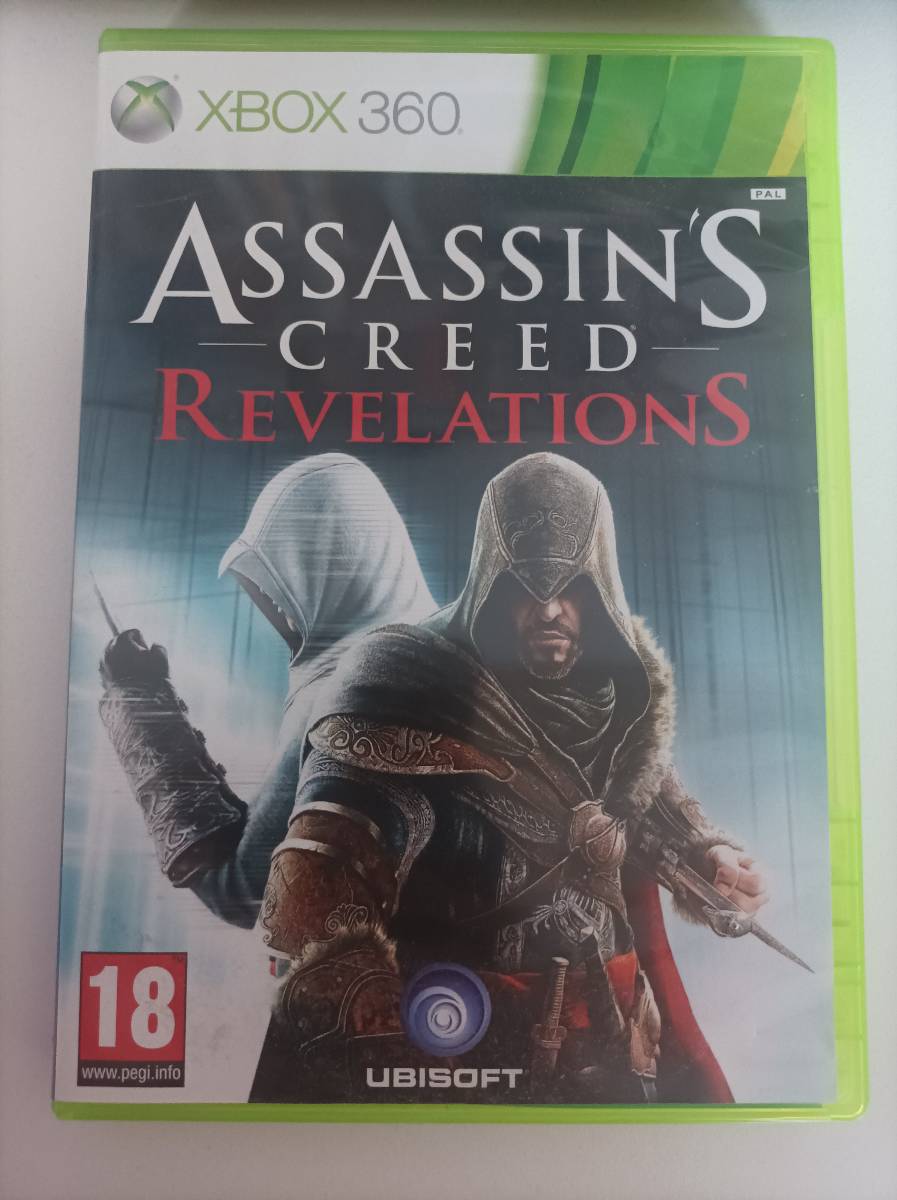 XBOX 360
PAL
ASSASSIN'S
CREED
REVELATIONS
18
www.pegi.info
UBISOFT